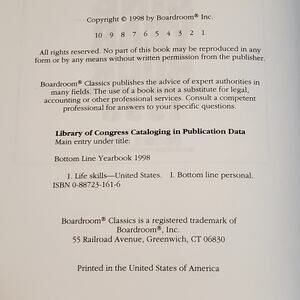 Copyright © 1998 by Boardroom® Inc.
10 9 8 7 6 5 4 3 2 1
All rights reserved. No part of this book may be reproduced in any
form or by any means without written permission from the publisher.
Boardroom® Classics publishes the advice of expert authorities in
many fields. The use of a book is not a substitute for legal,
accounting or other professional services. Consult a competent
professional for answers to your specific questions.
Library of Congress Cataloging in Publication Data
Main entry under title:
Bottom Line Yearbook 1998
1. Life skills—United States. I. Bottom line personal.
ISBN 0-88723-161-6
Boardroom® Classics is a registered trademark of
Boardroom®, Inc.
55 Railroad Avenue, Greenwich, CT 06830
Printed in the United States of America